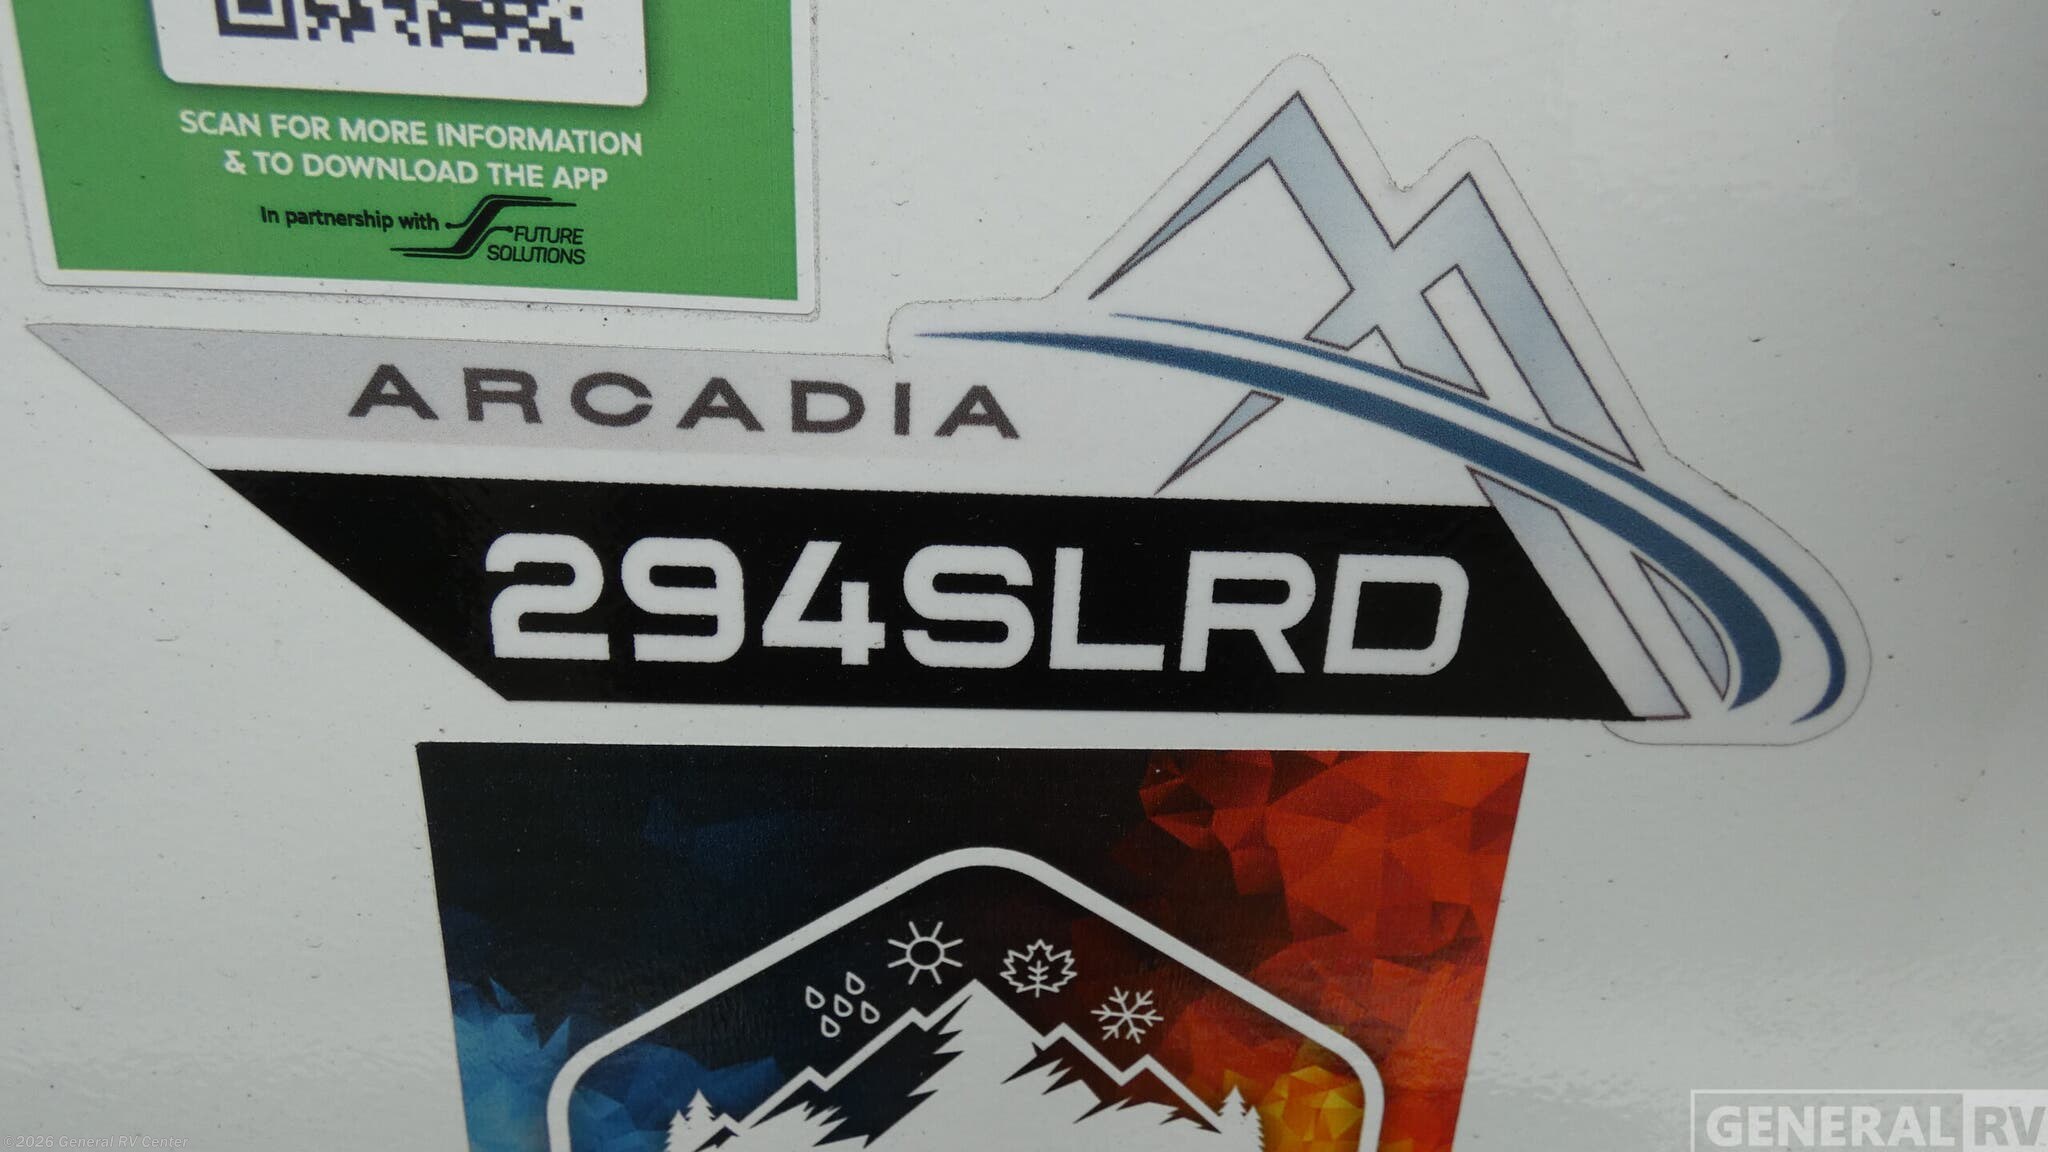 SCAN FOR MORE INFORMATION
& TO DOWNLOAD THE APP
In partnership with FUTURE
SOLUTIONS
ARCADIA
294SLRD
©2026 General RV Center
GENERAL RV